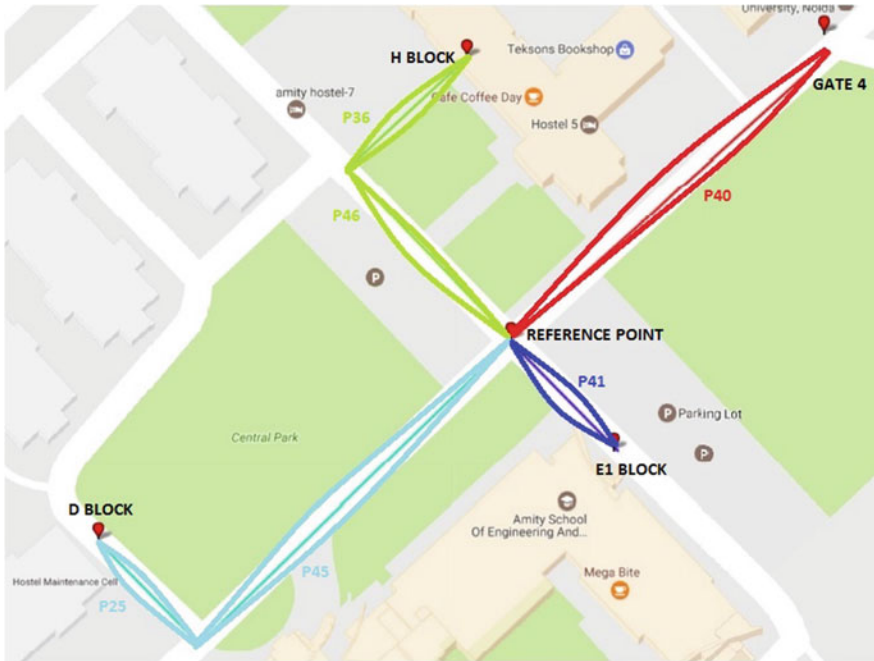 University, Noida
H BLOCK
Teksons Bookshop
GATE 4
amity hostel-7
Cafe Coffee Day
P36
Hostel 5
P40
P46
P
REFERENCE POINT
P41
P
Parking Lot
Central Park
P
E1 BLOCK
D BLOCK
Amity School
Of Engineering And...
Mega Bite
P45
Hostel Maintenance Cell
P25